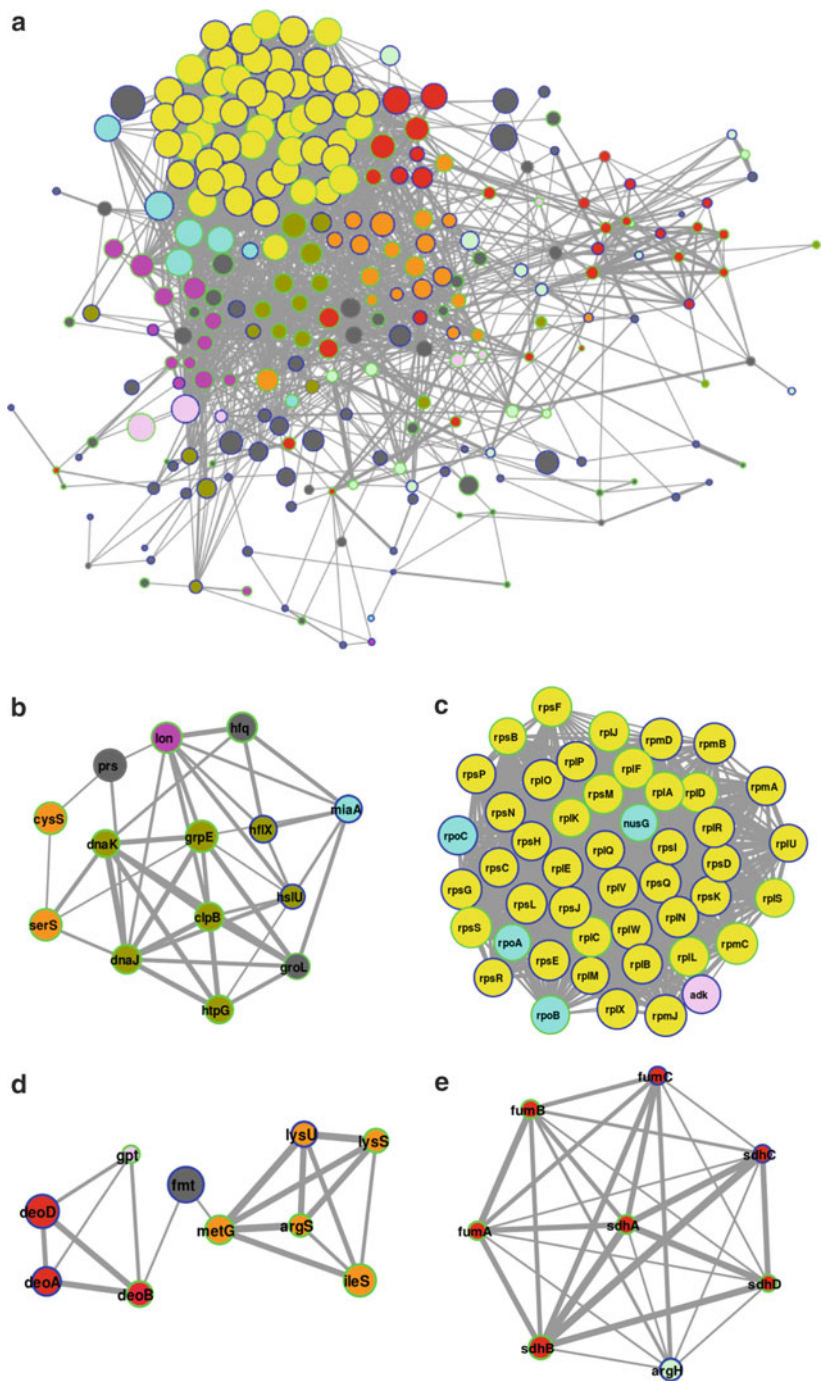 a
b
lon
hfq
prs
miaA
cysS
hflX
dnaK
grpE
hslU
serS
clpB
dnaJ
groL
htpG
c
rpsF
rpsB
rplJ
rpmD
rpmB
rpsP
rplO
rplP
rplF
rpmA
rpsM
rplA
rplD
rpsN
rplK
nusG
rpoC
rpsH
rplR
rplU
rplQ
rpsI
rpsC
rplE
rpsD
rpsG
rplV
rpsQ
rpsK
rplS
rpsL
rpsJ
rplN
rpsS
rplW
rpoA
rplC
rpmC
rplL
rpsE
rplB
rpsR
rplM
adk
rplX
rpoB
rpmJ
d
gpt
lysU
lysS
fmt
deoD
metG
argS
deoA
deoB
ileS
e
fumC
fumB
sdhC
fumA
sdhA
sdhD
sdhB
argH